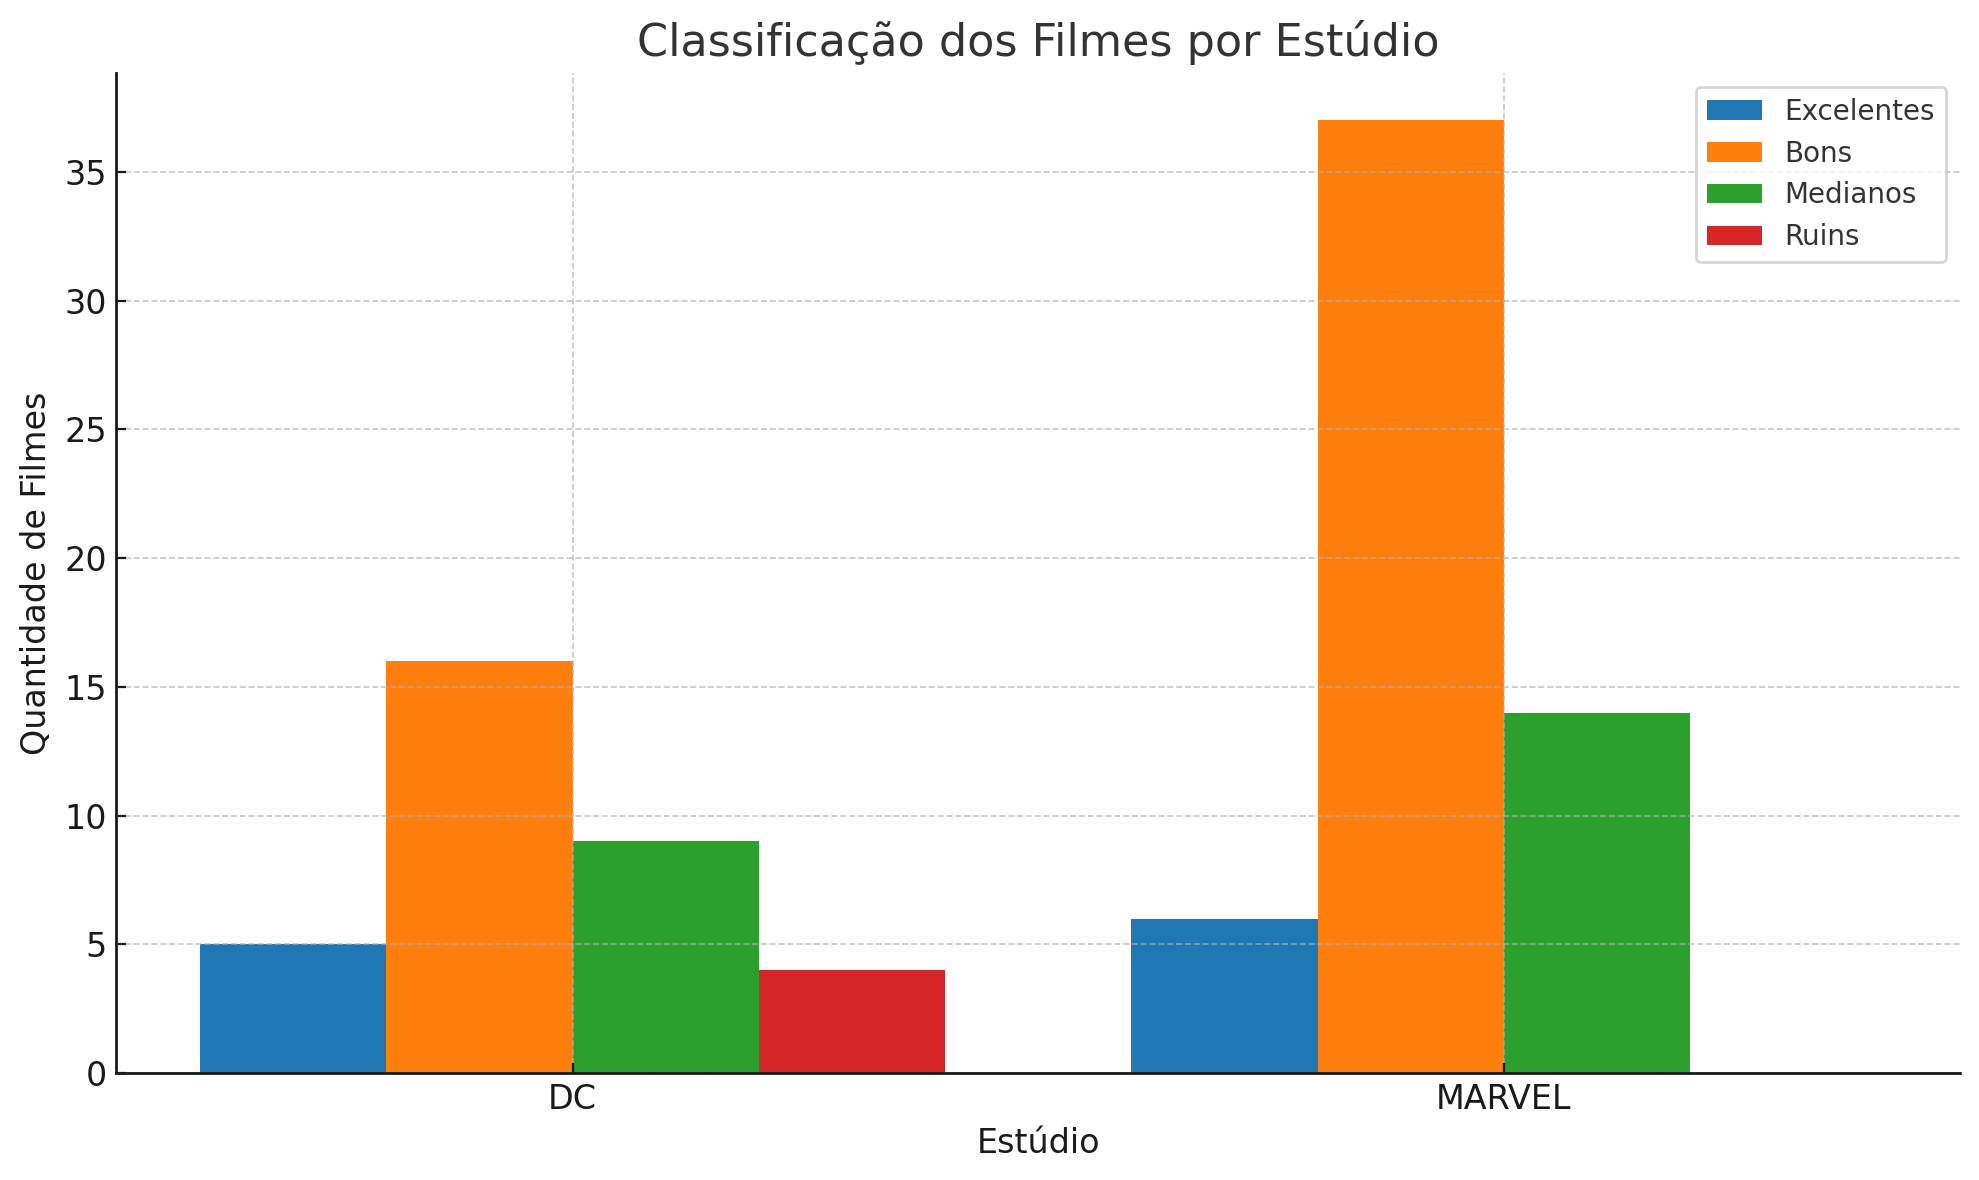 Classificação dos Filmes por Estúdio
Excelentes
Bons
Medianos
Ruins
Quantidade de Filmes
35
30
25
20
15
10
5
0
DC
MARVEL
Estúdio